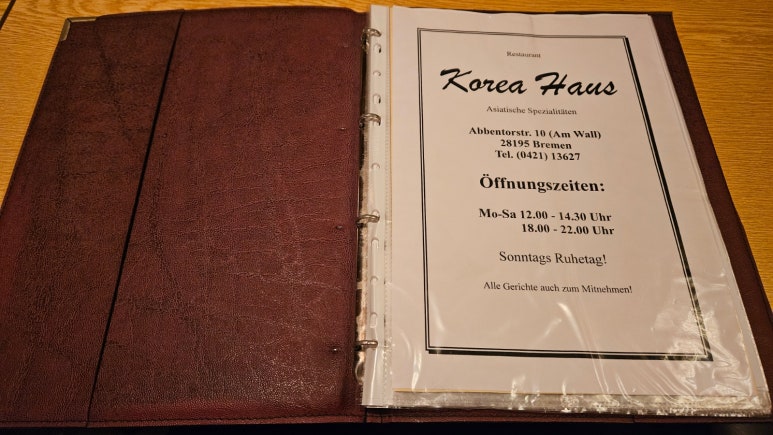 Restaurant
Korea Haus
Asiatische Spezialitäten
Abbentorstr. 10 (Am Wall)
28195 Bremen
Tel. (0421) 13627
Öffnungszeiten:
Mo-Sa 12.00 - 14.30 Uhr
18.00 - 22.00 Uhr
Sonntags Ruhetag!
Alle Gerichte auch zum Mitnehmen!